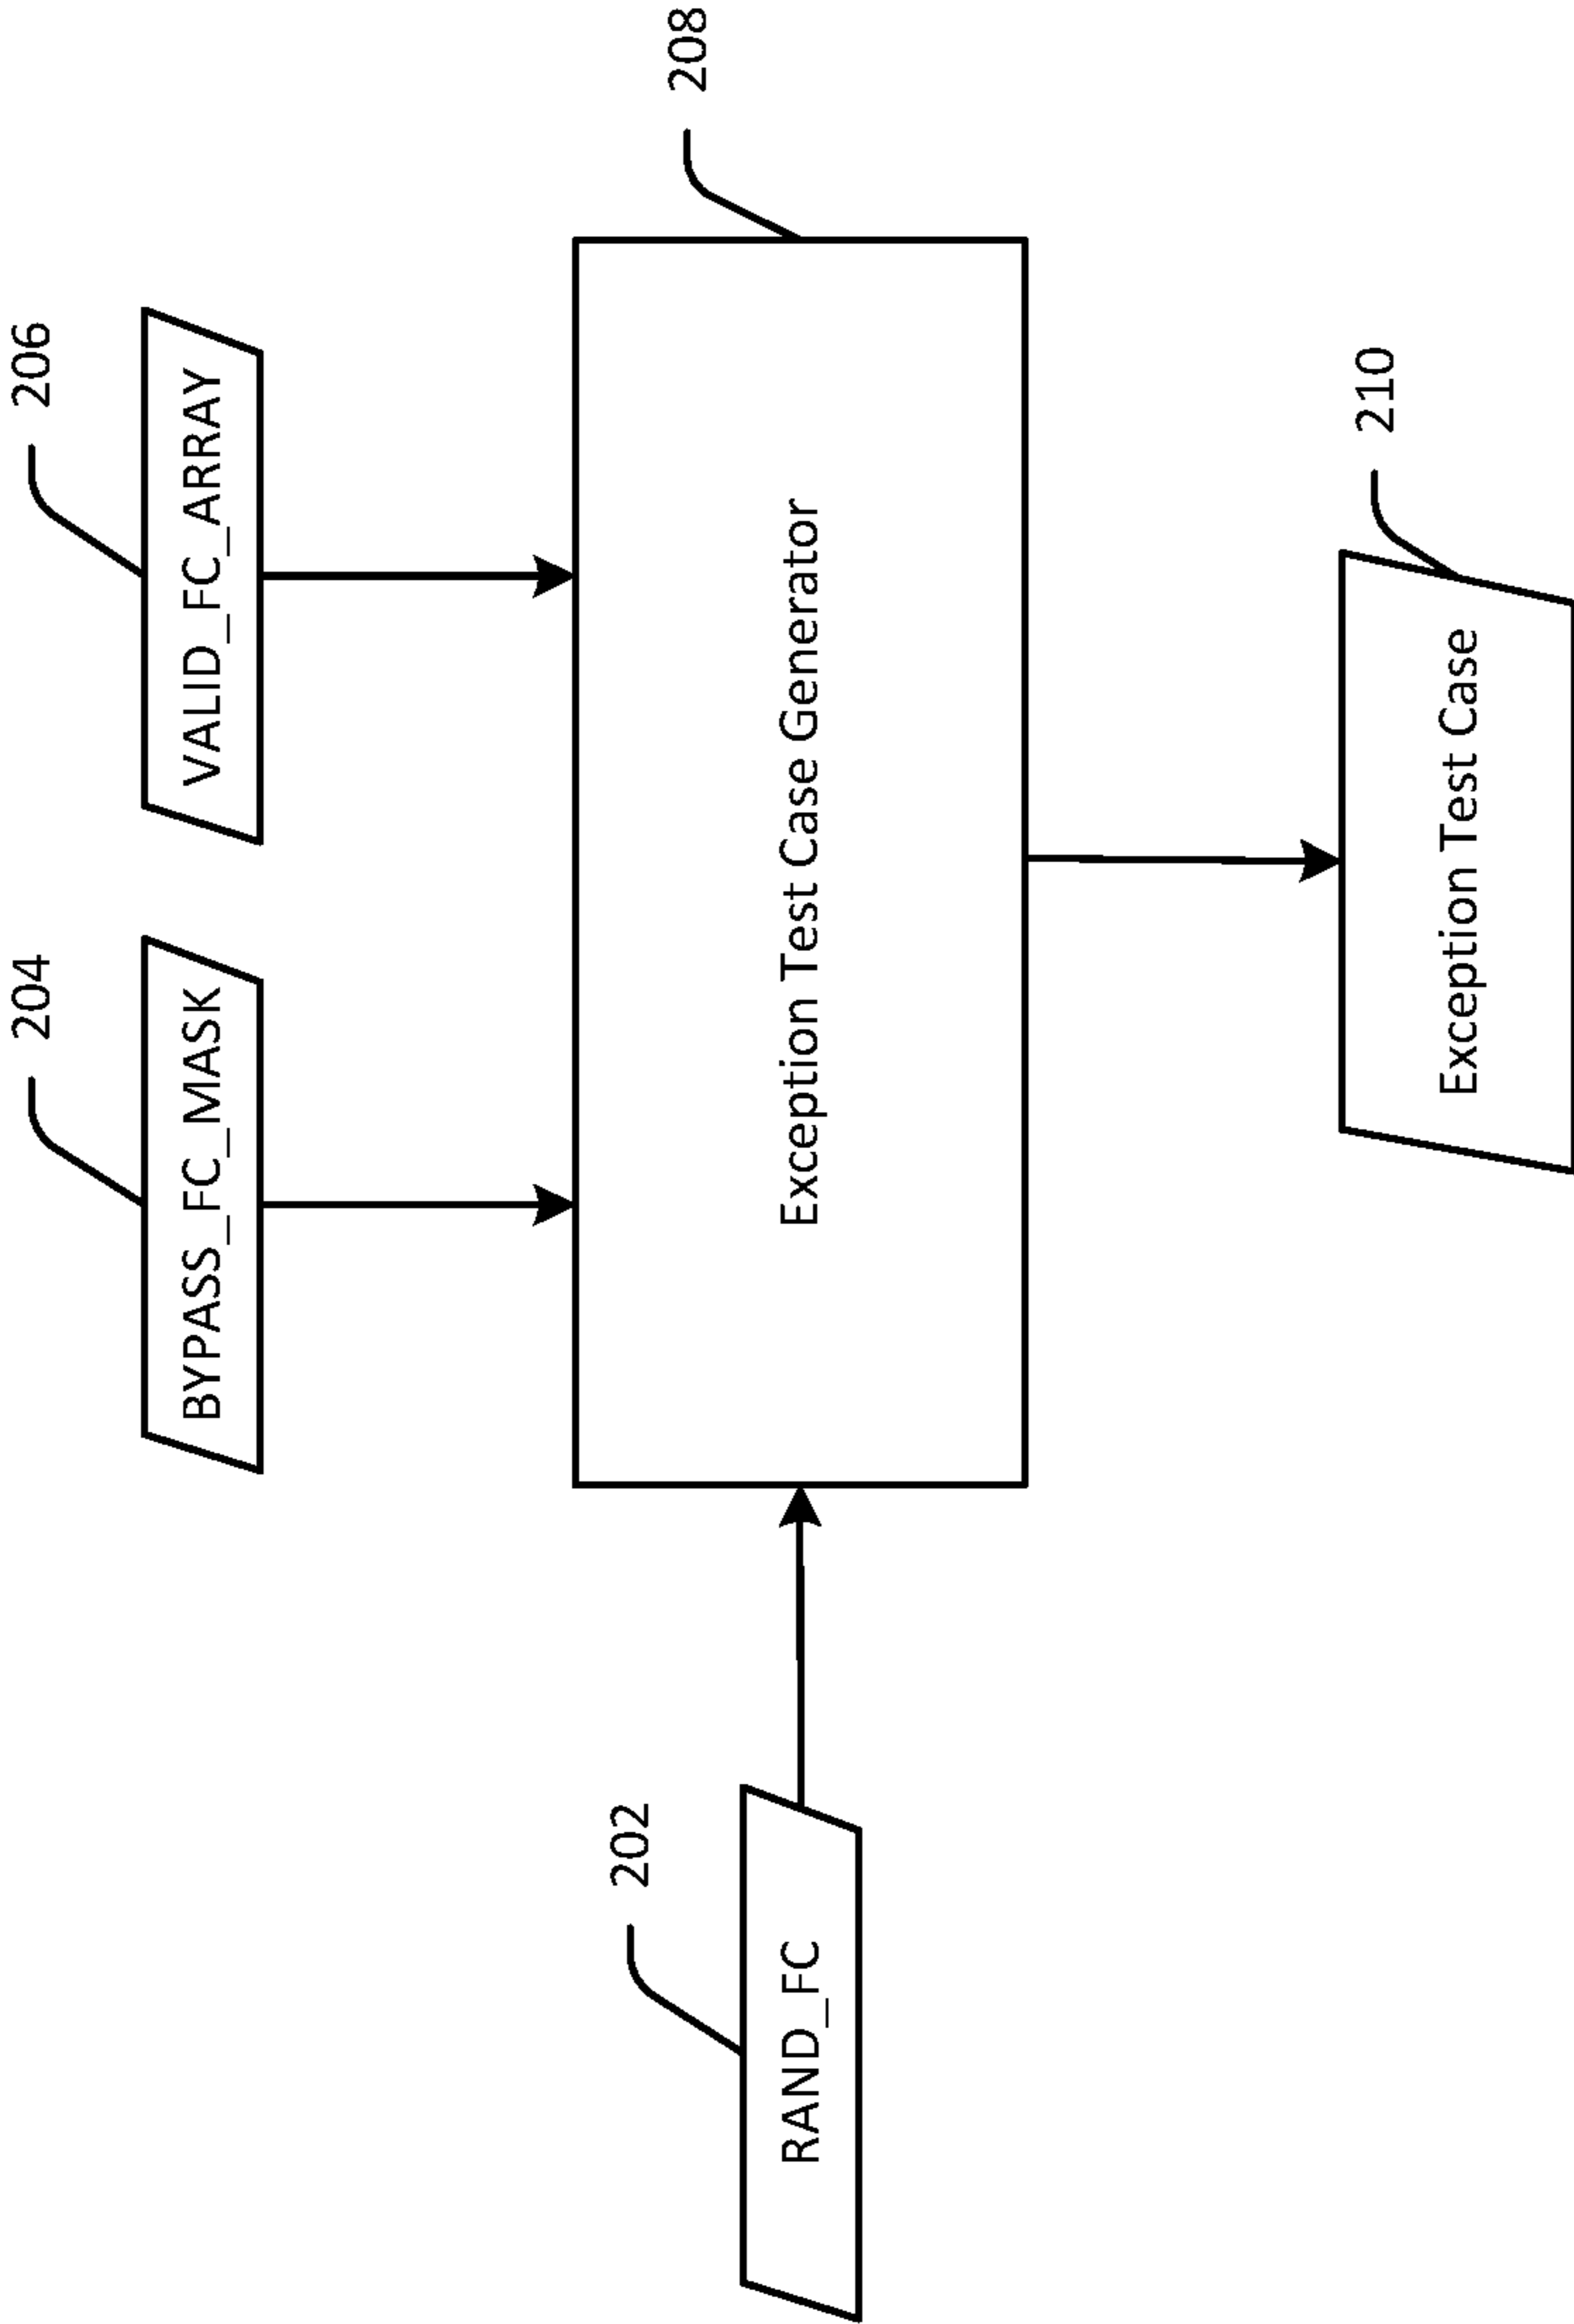 204
206
BYPASS_FC_MASK
VALID_FC_ARRAY
202
208
RAND_FC
Exception Test Case Generator
210
Exception Test Case